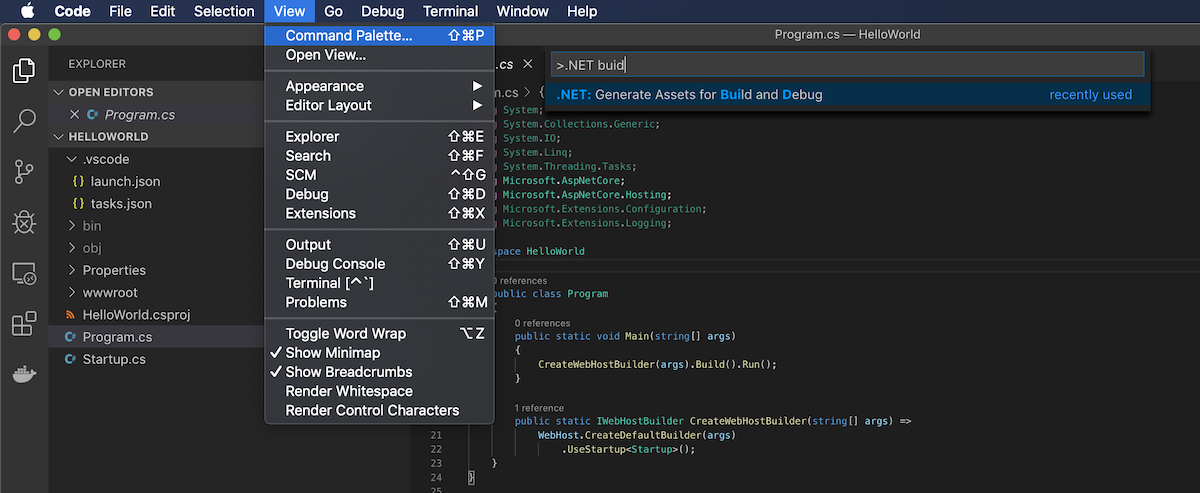 Code File Edit Selection View Go Debug Terminal Window Help
Program.cs — HelloWorld
EXPLORER
OPEN EDITORS
Program.cs
HELLOWORLD
.vscode
{} launch.json
{} tasks.json
bin
obj
Properties
wwwroot
HelloWorld.csproj
Program.cs
Startup.cs
Command Palette... ⇧⌘P
Open View...
Appearance ▶
Editor Layout ▶
Explorer ⇧⌘E
Search ⇧⌘F
SCM ^⇧G
Debug ⇧⌘D
Extensions ⇧⌘X
Output ⇧⌘U
Debug Console ⇧⌘Y
Terminal [^`]
Problems ⇧⌘M
Toggle Word Wrap ⌥Z
✓ Show Minimap
✓ Show Breadcrumbs
Render Whitespace
Render Control Characters
.cs ×
>.NET buid
.NET: Generate Assets for Build and Debug recently used
m.cs > {
System;
System.Collections.Generic;
System.IO;
System.Linq;
System.Threading.Tasks;
Microsoft.AspNetCore;
Microsoft.AspNetCore.Hosting;
Microsoft.Extensions.Configuration;
Microsoft.Extensions.Logging;
space HelloWorld
0 references
public class Program
{
0 references
public static void Main(string[] args)
{
CreateWebHostBuilder(args).Build().Run();
}
1 reference
public static IWebHostBuilder CreateWebHostBuilder(string[] args) =>
21 WebHost.CreateDefaultBuilder(args)
22 .UseStartup<Startup>();
23 }
24 }
25